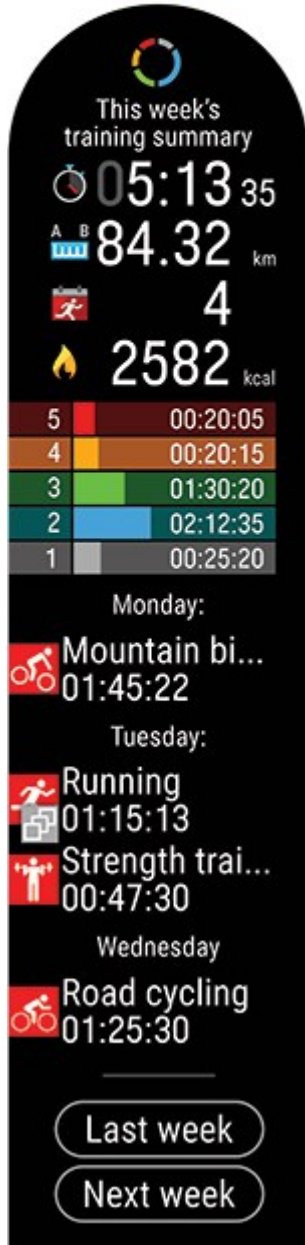 This week's
training summary
05:13 35
A B
84.32 km
4
2582 kcal
5 00:20:05
4 00:20:15
3 01:30:20
2 02:12:35
1 00:25:20
Monday:
Mountain bi...
01:45:22
Tuesday:
Running
01:15:13
Strength trai...
00:47:30
Wednesday
Road cycling
01:25:30
Last week
Next week